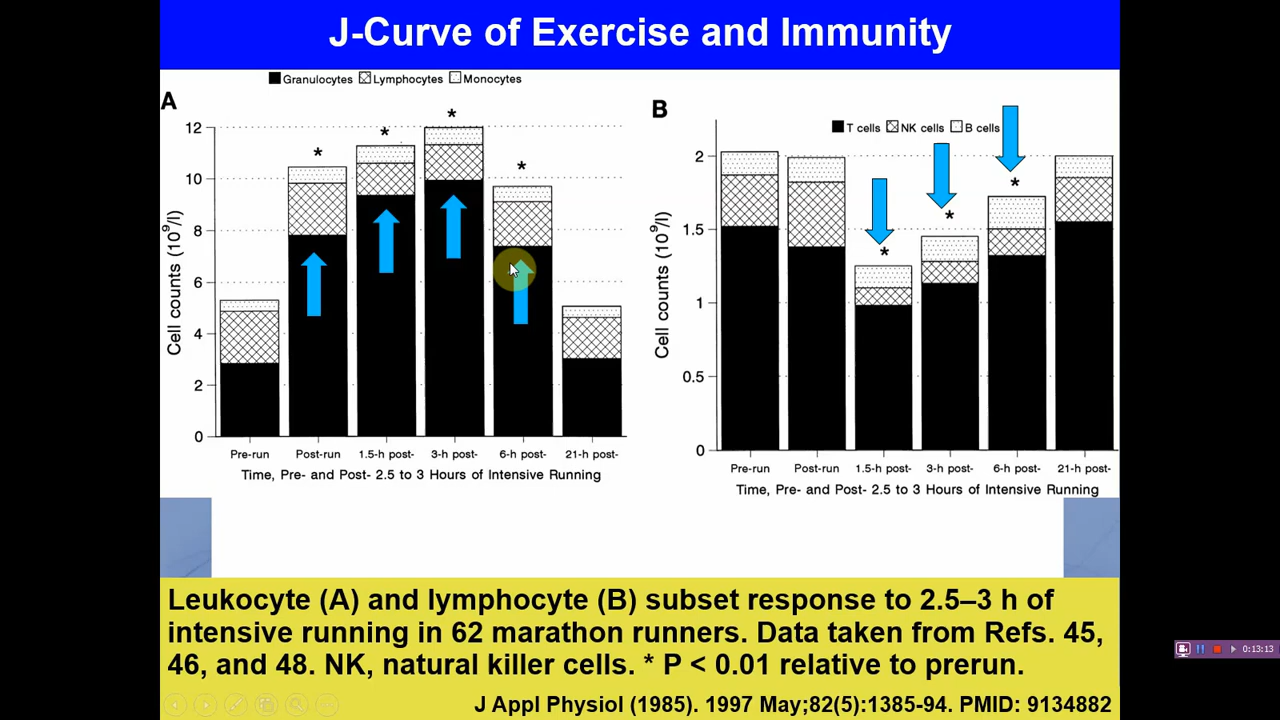 J-Curve of Exercise and Immunity
Granulocytes Lymphocytes Monocytes
A
*
*
*
*
12
10
8
6
4
2
0
Cell counts (10⁹/l)
Pre-run Post-run 1.5-h post- 3-h post- 6-h post- 21-h post-
Time, Pre- and Post- 2.5 to 3 Hours of Intensive Running
B
T cells NK cells B cells
*
*
*
2
1.5
1
0.5
0
Cell counts (10⁹/l)
Pre-run Post-run 1.5-h post- 3-h post- 6-h post- 21-h post-
Time, Pre- and Post- 2.5 to 3 Hours of Intensive Running
Leukocyte (A) and lymphocyte (B) subset response to 2.5–3 h of
intensive running in 62 marathon runners. Data taken from Refs. 45,
46, and 48. NK, natural killer cells. * P < 0.01 relative to prerun.
J Appl Physiol (1985). 1997 May;82(5):1385-94. PMID: 9134882
0:13:13